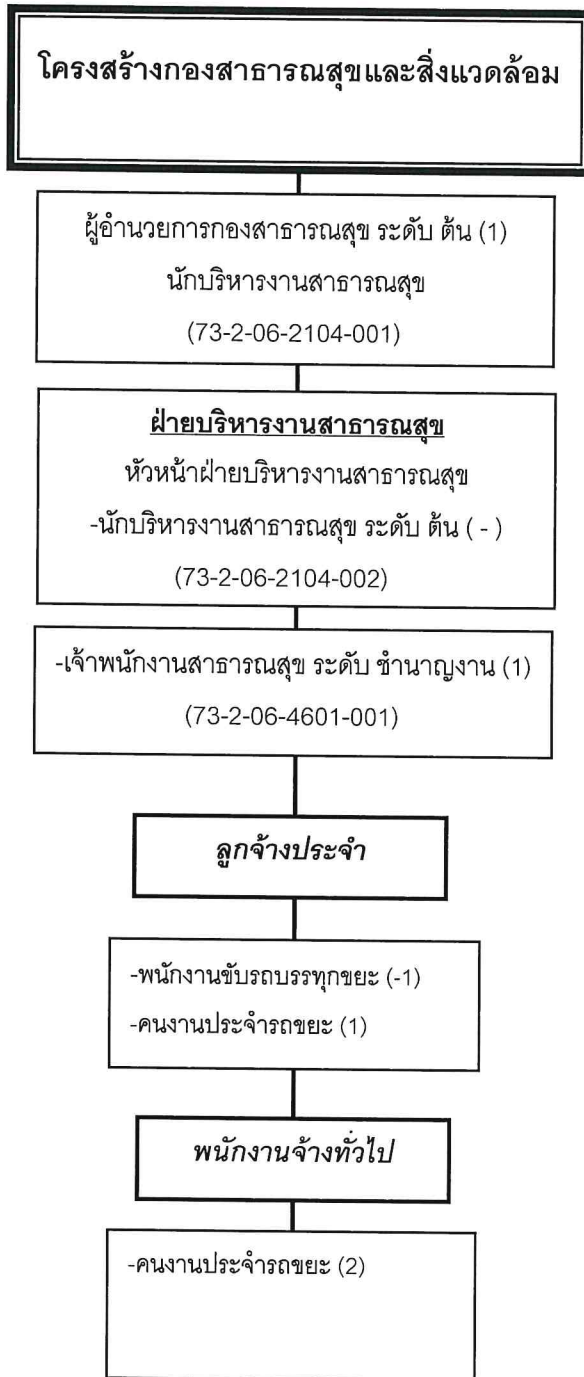 โครงสร้างกองสาธารณสุขและสิ่งแวดล้อม
ผู้อำนวยการกองสาธารณสุข ระดับ ต้น (1)
นักบริหารงานสาธารณสุข
(73-2-06-2104-001)
ฝ่ายบริหารงานสาธารณสุข
หัวหน้าฝ่ายบริหารงานสาธารณสุข
-นักบริหารงานสาธารณสุข ระดับ ต้น ( - )
(73-2-06-2104-002)
-เจ้าพนักงานสาธารณสุข ระดับ ชำนาญงาน (1)
(73-2-06-4601-001)
ลูกจ้างประจำ
-พนักงานขับรถบรรทุกขยะ (-1)
-คนงานประจำรถขยะ (1)
พนักงานจ้างทั่วไป
-คนงานประจำรถขยะ (2)